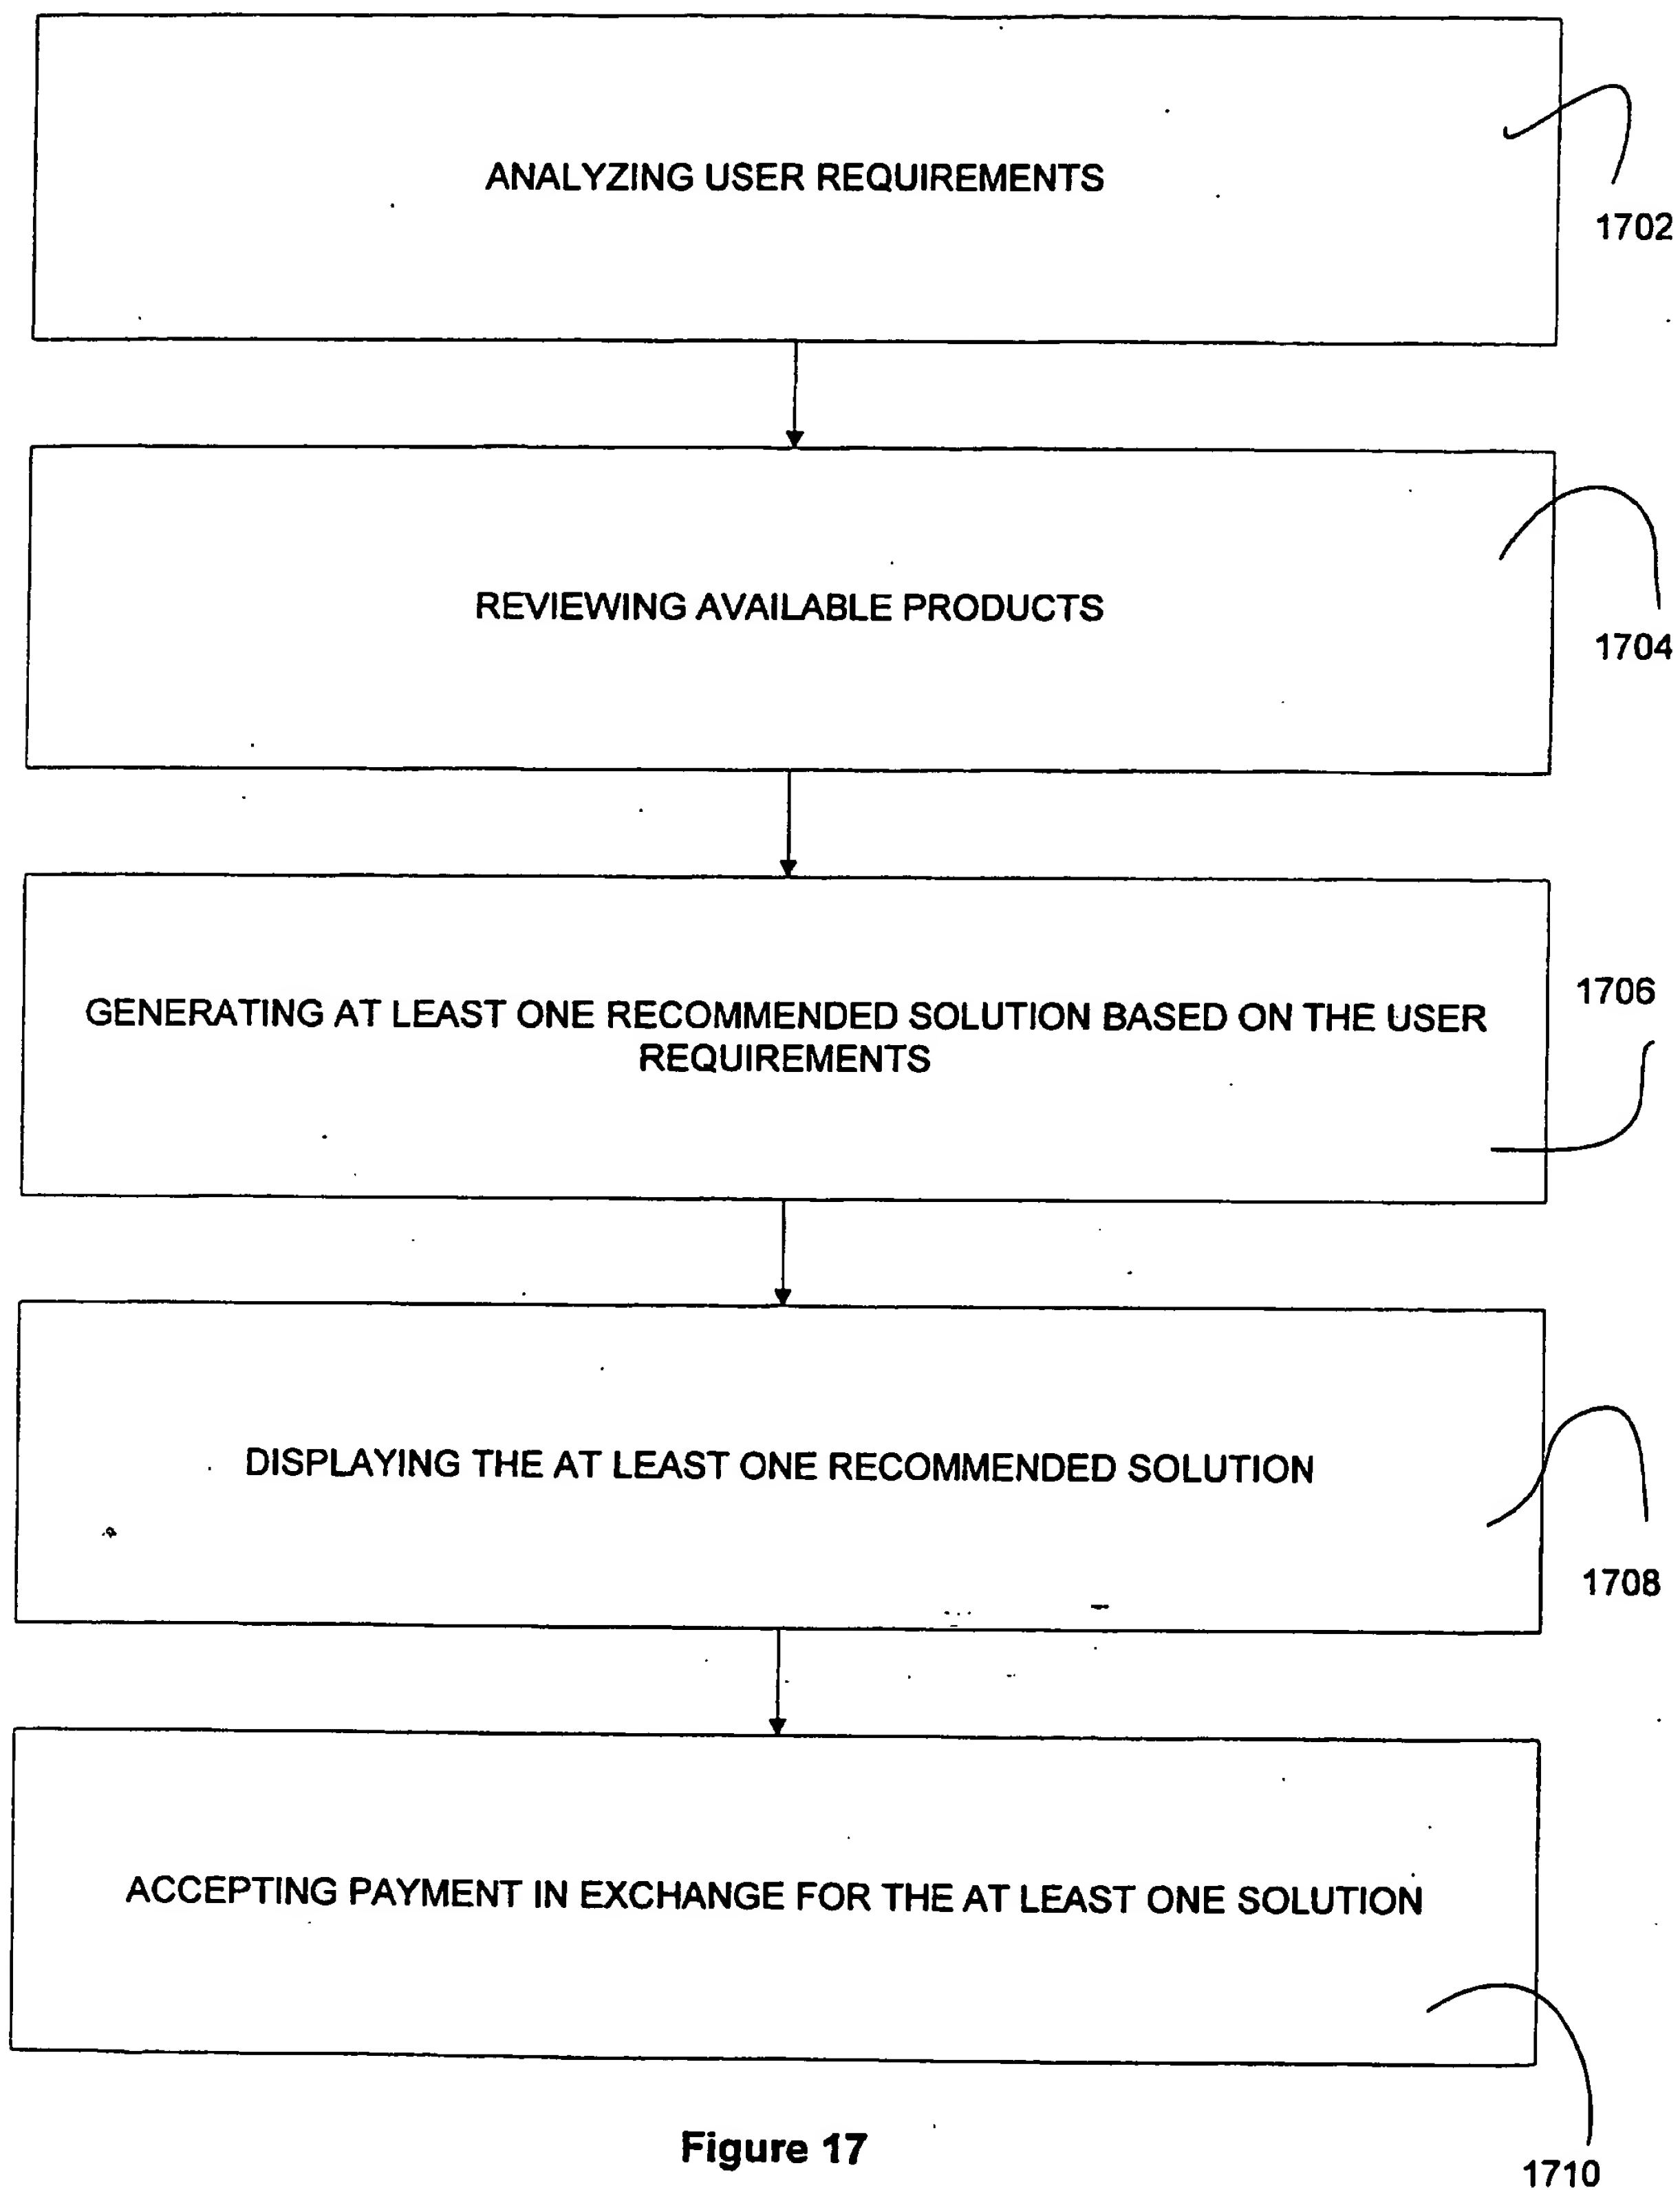 ANALYZING USER REQUIREMENTS
1702
REVIEWING AVAILABLE PRODUCTS
1704
GENERATING AT LEAST ONE RECOMMENDED SOLUTION BASED ON THE USER
REQUIREMENTS
1706
DISPLAYING THE AT LEAST ONE RECOMMENDED SOLUTION
1708
ACCEPTING PAYMENT IN EXCHANGE FOR THE AT LEAST ONE SOLUTION
1710
Figure 17